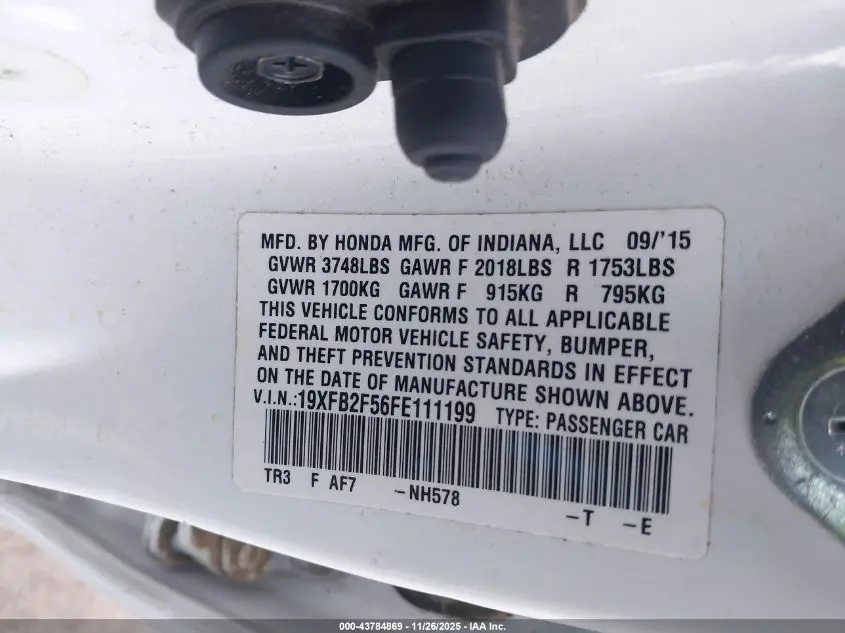 MFD. BY HONDA MFG. OF INDIANA, LLC 09/'15
GVWR 3748LBS GAWR F 2018LBS R 1753LBS
GVWR 1700KG GAWR F 915KG R 795KG
THIS VEHICLE CONFORMS TO ALL APPLICABLE
FEDERAL MOTOR VEHICLE SAFETY, BUMPER,
AND THEFT PREVENTION STANDARDS IN EFFECT
ON THE DATE OF MANUFACTURE SHOWN ABOVE.
V.I.N.:19XFB2F56FE111199 TYPE: PASSENGER CAR
TR3 F AF7 -NH578 -T -E
000-43784869 - 11/26/2025 - IAA Inc.